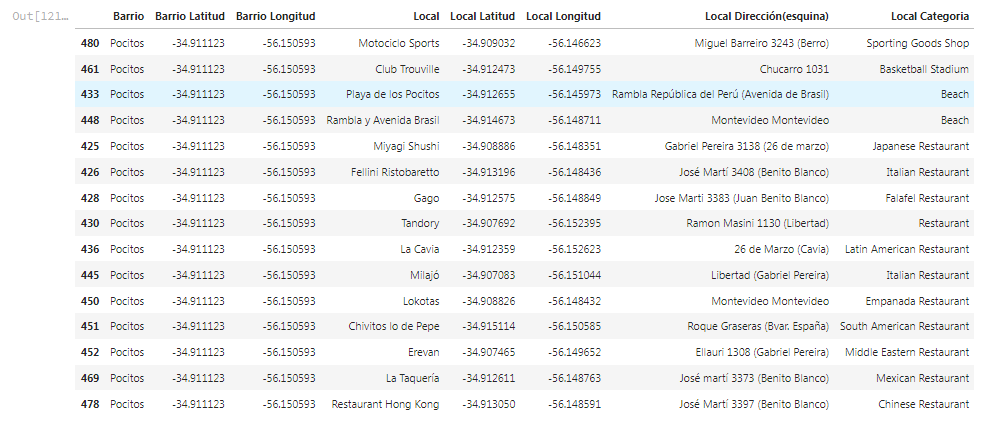 Out[121…
Barrio Barrio Latitud Barrio Longitud Local Local Latitud Local Longitud Local Dirección(esquina) Local Categoria
480 Pocitos -34.911123 -56.150593 Motociclo Sports -34.909032 -56.146623 Miguel Barreiro 3243 (Berro) Sporting Goods Shop
461 Pocitos -34.911123 -56.150593 Club Trouville -34.912473 -56.149755 Chucarro 1031 Basketball Stadium
433 Pocitos -34.911123 -56.150593 Playa de los Pocitos -34.912655 -56.145973 Rambla República del Perú (Avenida de Brasil) Beach
448 Pocitos -34.911123 -56.150593 Rambla y Avenida Brasil -34.914673 -56.148711 Montevideo Montevideo Beach
425 Pocitos -34.911123 -56.150593 Miyagi Shushi -34.908886 -56.148351 Gabriel Pereira 3138 (26 de marzo) Japanese Restaurant
426 Pocitos -34.911123 -56.150593 Fellini Ristobaretto -34.913196 -56.148436 José Martí 3408 (Benito Blanco) Italian Restaurant
428 Pocitos -34.911123 -56.150593 Gago -34.912575 -56.148849 Jose Marti 3383 (Juan Benito Blanco) Falafel Restaurant
430 Pocitos -34.911123 -56.150593 Tandory -34.907692 -56.152395 Ramon Masini 1130 (Libertad) Restaurant
436 Pocitos -34.911123 -56.150593 La Cavia -34.912359 -56.152623 26 de Marzo (Cavia) Latin American Restaurant
445 Pocitos -34.911123 -56.150593 Milajó -34.907083 -56.151044 Libertad (Gabriel Pereira) Italian Restaurant
450 Pocitos -34.911123 -56.150593 Lokotas -34.908826 -56.148432 Montevideo Montevideo Empanada Restaurant
451 Pocitos -34.911123 -56.150593 Chivitos lo de Pepe -34.915114 -56.150585 Roque Graseras (Bvar. España) South American Restaurant
452 Pocitos -34.911123 -56.150593 Erevan -34.907465 -56.149652 Ellauri 1308 (Gabriel Pereira) Middle Eastern Restaurant
469 Pocitos -34.911123 -56.150593 La Taquería -34.912611 -56.148763 José martí 3373 (Benito Blanco) Mexican Restaurant
478 Pocitos -34.911123 -56.150593 Restaurant Hong Kong -34.913050 -56.148591 José Martí 3397 (Benito Blanco) Chinese Restaurant